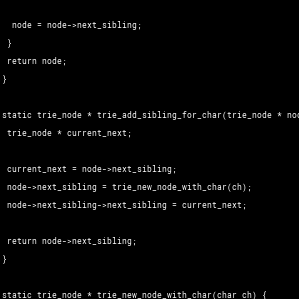 node = node->next_sibling;
}
return node;
}
static trie_node * trie_add_sibling_for_char(trie_node *
trie_node * current_next;
current_next = node->next_sibling;
node->next_sibling = trie_new_node_with_char(ch);
node->next_sibling->next_sibling = current_next;
return node->next_sibling;
}
static trie_node * trie_new_node_with_char(char ch) {